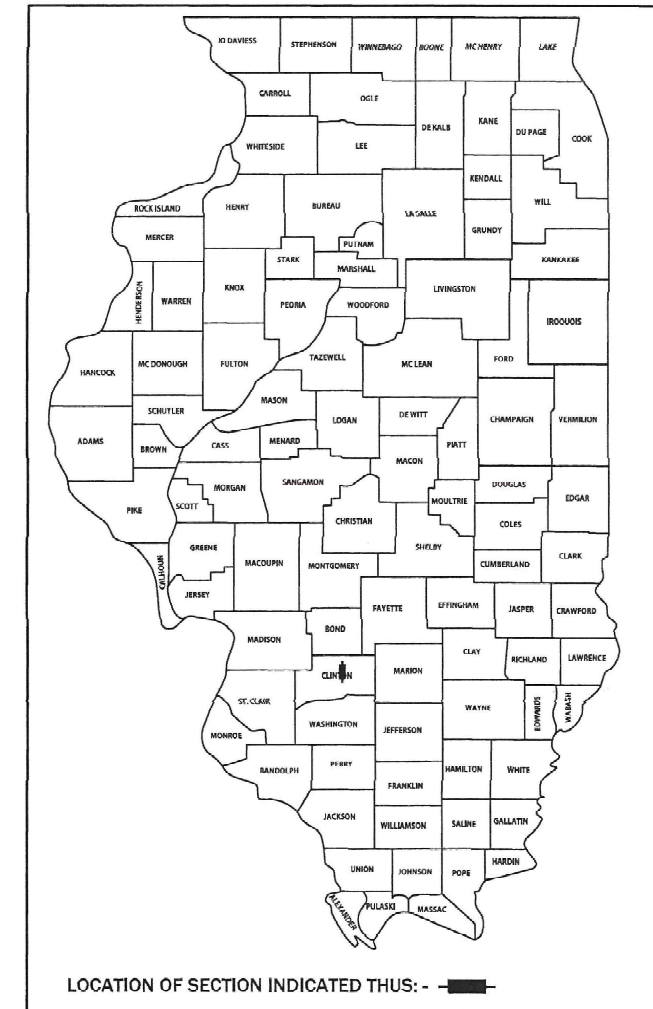 JO DAVIESS STEPHENSON WINNEBAGO BOONE MC HENRY LAKE
CARROLL OGLE DE KALB KANE DU PAGE COOK
WHITESIDE LEE
KENDALL WILL
ROCK ISLAND HENRY BUREAU LA SALLE
MERCER PUTNAM GRUNDY
STARK MARSHALL KANKAKEE
HENDERSON WARREN KNOX PEORIA WOODFORD LIVINGSTON
IROQUOIS
HANCOCK MC DONOUGH FULTON TAZEWELL MC LEAN FORD
MASON
SCHUYLER LOGAN DE WITT CHAMPAIGN VERMILION
ADAMS BROWN CASS MENARD PIATT
MACON
MORGAN SANGAMON DOUGLAS
PIKE SCOTT MOULTRIE EDGAR
CHRISTIAN COLES
GREENE SHELBY
CALHOUN MACOUPIN MONTGOMERY CUMBERLAND CLARK
JERSEY
FAYETTE EFFINGHAM JASPER CRAWFORD
MADISON BOND
CLAY RICHLAND LAWRENCE
CLINTON MARION
ST. CLAIR WAYNE EDWARDS WABASH
WASHINGTON JEFFERSON
MONROE
RANDOLPH PERRY HAMILTON WHITE
FRANKLIN
JACKSON WILLIAMSON SALINE GALLATIN
UNION JOHNSON POPE HARDIN
ALEXANDER PULASKI MASSAC
LOCATION OF SECTION INDICATED THUS: -